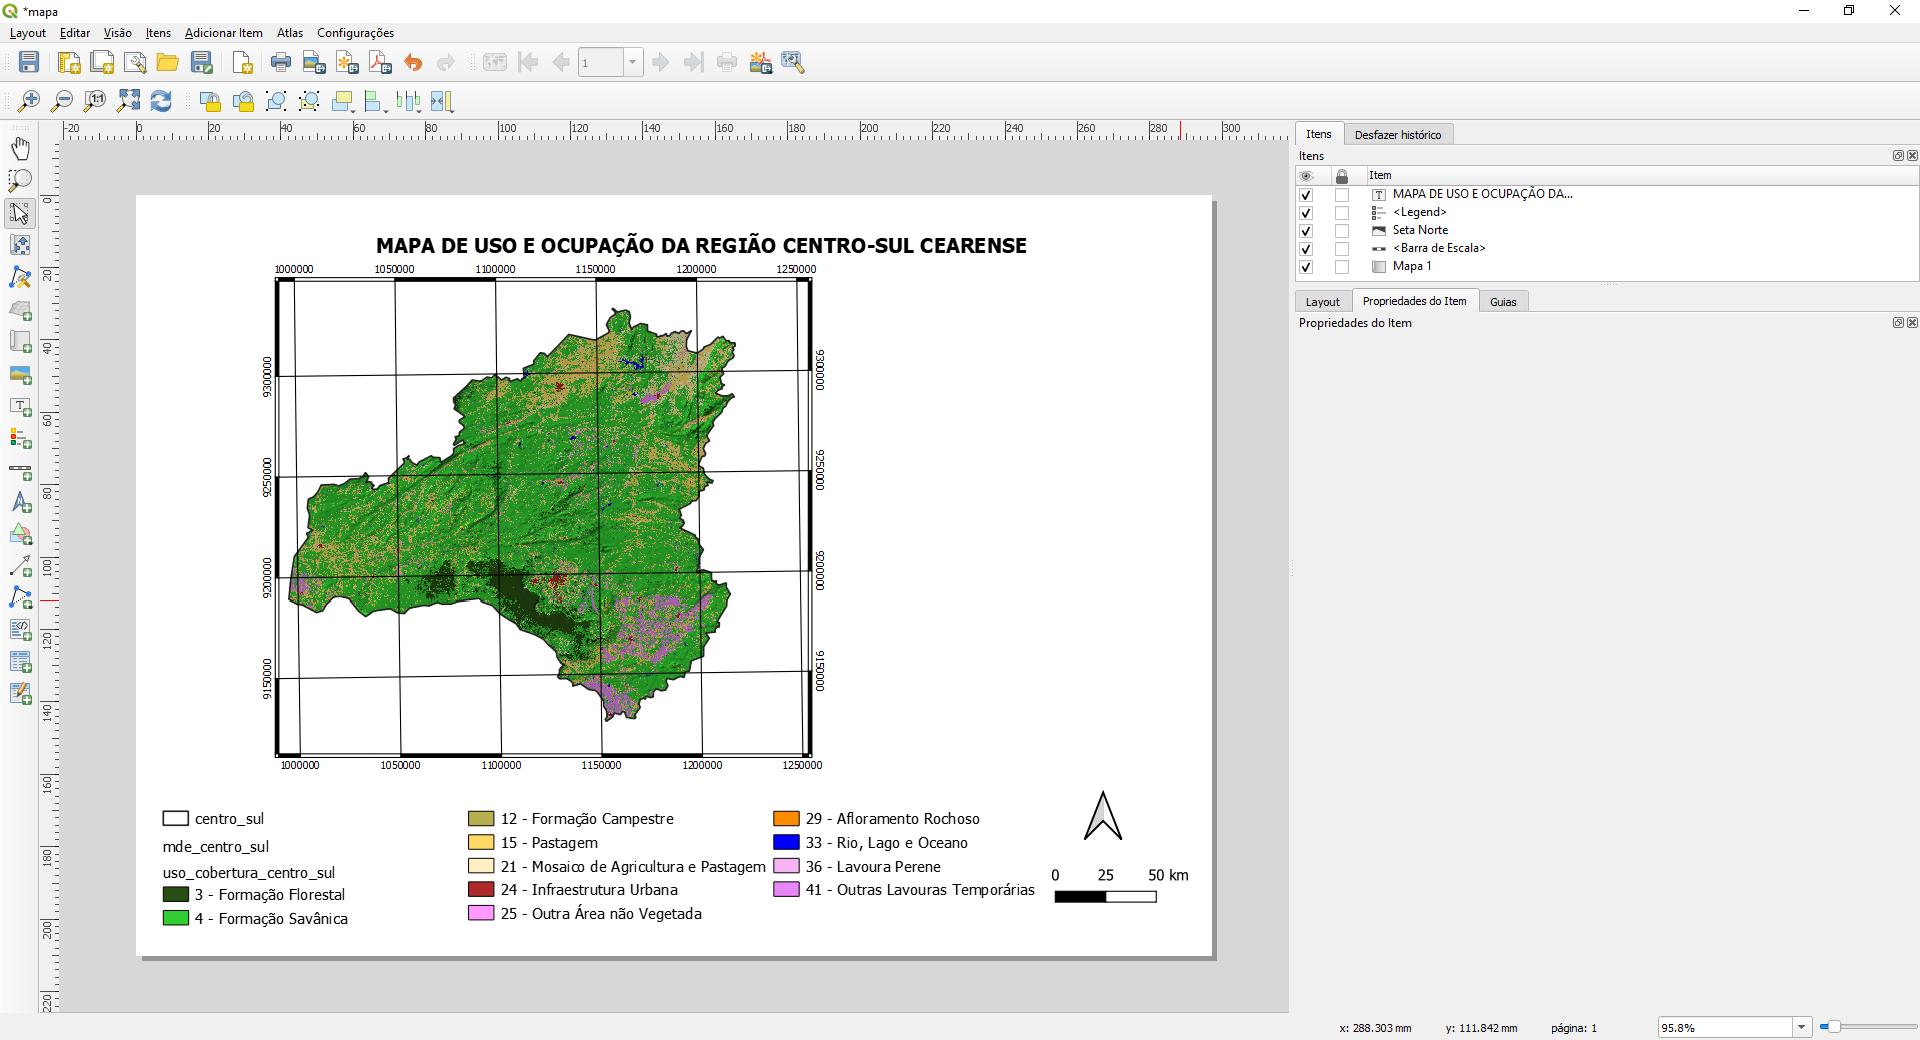 *mapa
Layout Editar Visão Itens Adicionar Item Atlas Configurações
1
1:1
-20 0 20 40 60 80 100 120 140 160 180 200 220 240 260 280 300
0
20
40
60
80
100
120
140
160
180
200
220
MAPA DE USO E OCUPAÇÃO DA REGIÃO CENTRO-SUL CEARENSE
1000000 1050000 1100000 1150000 1200000 1250000
9300000 9300000
9250000 9250000
9200000 9200000
9150000 9150000
1000000 1050000 1100000 1150000 1200000 1250000
centro_sul
mde_centro_sul
uso_cobertura_centro_sul
3 - Formação Florestal
4 - Formação Savânica
12 - Formação Campestre
15 - Pastagem
21 - Mosaico de Agricultura e Pastagem
24 - Infraestrutura Urbana
25 - Outra Área não Vegetada
29 - Afloramento Rochoso
33 - Rio, Lago e Oceano
36 - Lavoura Perene
41 - Outras Lavouras Temporárias
0 25 50 km
Itens Desfazer histórico
Itens
Item
MAPA DE USO E OCUPAÇÃO DA...
<Legend>
Seta Norte
<Barra de Escala>
Mapa 1
Layout Propriedades do Item Guias
Propriedades do Item
x: 288.303 mm y: 111.842 mm página: 1 95.8%